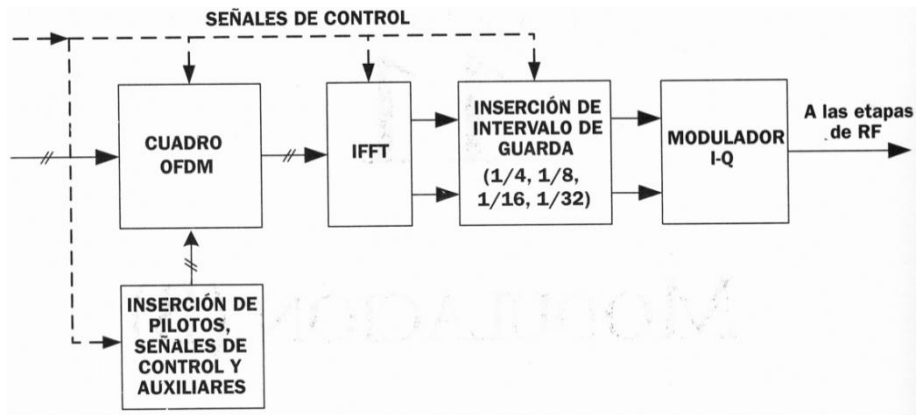 SEÑALES DE CONTROL
CUADRO
OFDM
IFFT
INSERCIÓN DE
INTERVALO DE
GUARDA
(1/4, 1/8,
1/16, 1/32)
MODULADOR
I-Q
A las etapas
de RF
INSERCIÓN DE
PILOTOS,
SEÑALES DE
CONTROL Y
AUXILIARES
MODULACIÓN